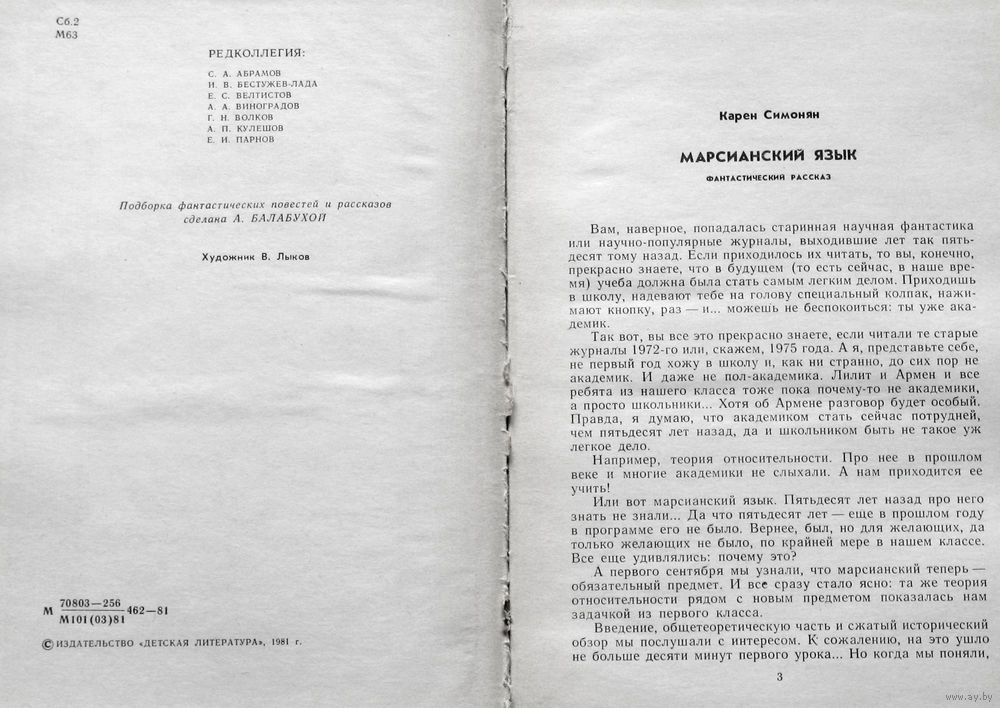 Сб.2
М63
РЕДКОЛЛЕГИЯ:
С. А. АБРАМОВ
И. В. БЕСТУЖЕВ-ЛАДА
Е. С. ВЕЛТИСТОВ
А. А. ВИНОГРАДОВ
Г. Н. ВОЛКОВ
А. П. КУЛЕШОВ
Е. И. ПАРНОВ
Подборка фантастических повестей и рассказов
сделана А. БАЛАБУХОЙ
Художник В. Лыков
М 70803—256
М101(03)81 462—81
© ИЗДАТЕЛЬСТВО «ДЕТСКАЯ ЛИТЕРАТУРА», 1981 г.
Карен Симонян
МАРСИАНСКИЙ ЯЗЫК
ФАНТАСТИЧЕСКИЙ РАССКАЗ
Вам, наверное, попадалась старинная научная фантастика
или научно-популярные журналы, выходившие лет так пять-
десят тому назад. Если приходилось их читать, то вы, конечно,
прекрасно знаете, что в будущем (то есть сейчас, в наше вре-
мя) учеба должна была стать самым легким делом. Приходишь
в школу, надевают тебе на голову специальный колпак, нажи-
мают кнопку, раз — и... можешь не беспокоиться: ты уже ака-
демик.
Так вот, вы все это прекрасно знаете, если читали те старые
журналы 1972-го или, скажем, 1975 года. А я, представьте себе,
не первый год хожу в школу и, как ни странно, до сих пор не
академик. И даже не пол-академика. Лилит и Армен и все
ребята из нашего класса тоже пока почему-то не академики,
а просто школьники... Хотя об Армене разговор будет особый.
Правда, я думаю, что академиком стать сейчас потрудней,
чем пятьдесят лет назад, да и школьником быть не такое уж
легкое дело.
Например, теория относительности. Про нее в прошлом
веке и многие академики не слыхали. А нам приходится ее
учить!
Или вот марсианский язык. Пятьдесят лет назад про него
знать не знали... Да что пятьдесят лет — еще в прошлом году
в программе его не было. Вернее, был, но для желающих, да
только желающих не было, по крайней мере в нашем классе.
Все еще удивлялись: почему это?
А первого сентября мы узнали, что марсианский теперь —
обязательный предмет. И все сразу стало ясно: та же теория
относительности рядом с новым предметом показалась нам
задачкой из первого класса.
Введение, общетеоретическую часть и сжатый исторический
обзор мы послушали с интересом. К сожалению, на это ушло
не больше десяти минут первого урока... Но когда мы поняли,
3
www.ay.by